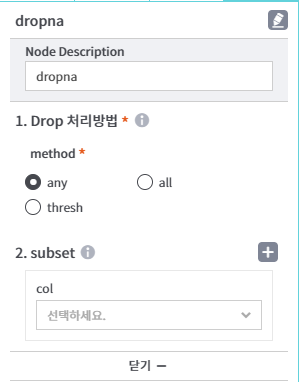 dropna
Node Description
dropna
1. Drop 처리방법 *
method *
any
all
thresh
2. subset
col
선택하세요.
닫기